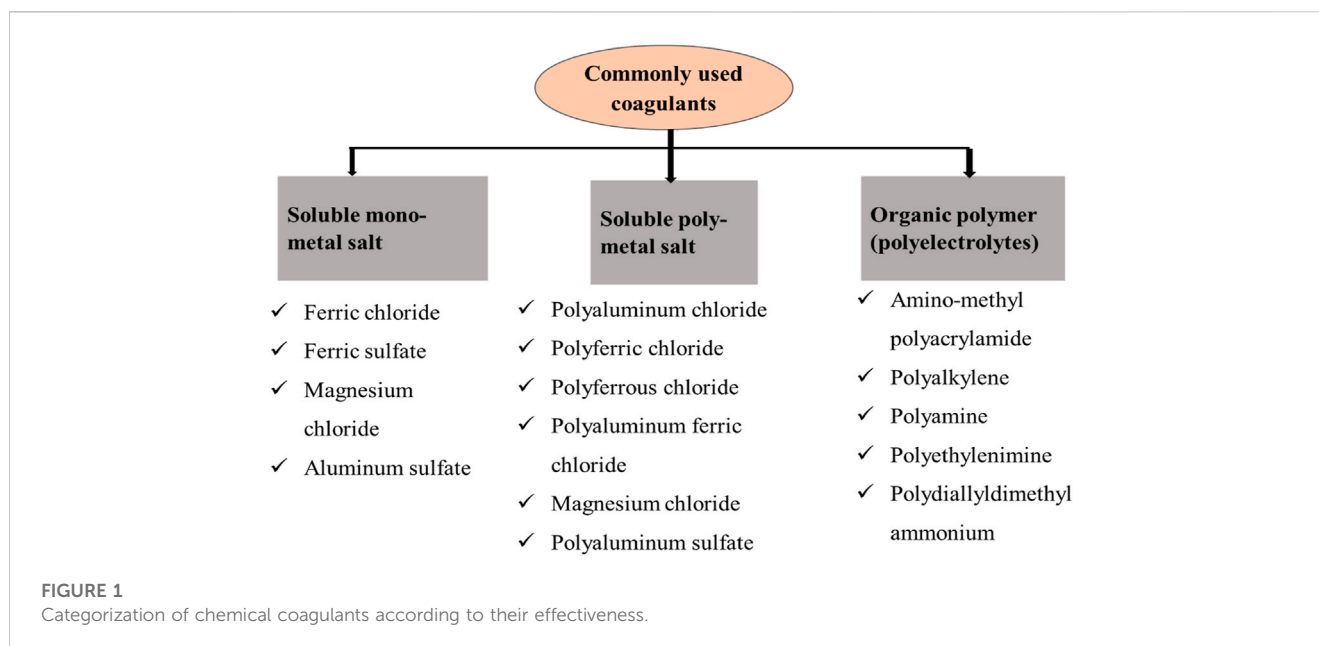 Commonly used
coagulants
Soluble mono-
metal salt
✓ Ferric chloride
✓ Ferric sulfate
✓ Magnesium
chloride
✓ Aluminum sulfate
Soluble poly-
metal salt
✓ Polyaluminum chloride
✓ Polyferric chloride
✓ Polyferrous chloride
✓ Polyaluminum ferric
chloride
✓ Magnesium chloride
✓ Polyaluminum sulfate
Organic polymer
(polyelectrolytes)
✓ Amino-methyl
polyacrylamide
✓ Polyalkylene
✓ Polyamine
✓ Polyethylenimine
✓ Polydiallyldimethyl
ammonium
FIGURE 1
Categorization of chemical coagulants according to their effectiveness.